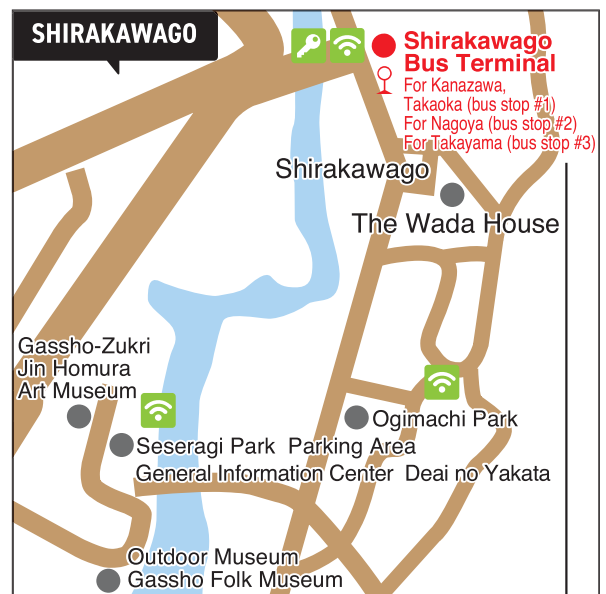 SHIRAKAWAGO
Shirakawago
Bus Terminal
For Kanazawa,
Takaoka (bus stop #1)
For Nagoya (bus stop #2)
For Takayama (bus stop #3)
Shirakawago
The Wada House
Gassho-Zukri
Jin Homura
Art Museum
Ogimachi Park
Seseragi Park Parking Area
General Information Center Deai no Yakata
Outdoor Museum
Gassho Folk Museum